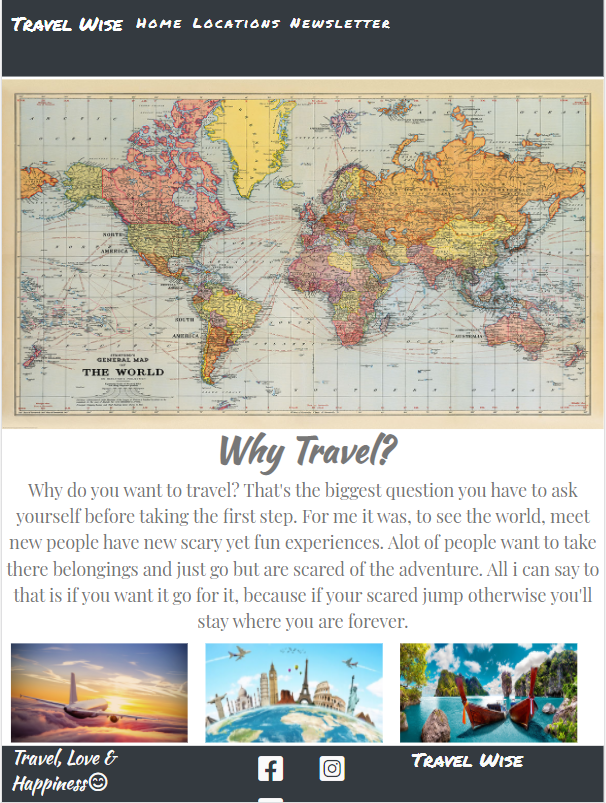 Travel Wise Home Locations Newsletter
NORTH
AMERICA
SOUTH
AMERICA
AUSTRALIA
GENERAL MAP
OF
THE WORLD
Why Travel?
Why do you want to travel? That's the biggest question you have to ask
yourself before taking the first step. For me it was, to see the world, meet
new people have new scary yet fun experiences. Alot of people want to take
there belongings and just go but are scared of the adventure. All i can say to
that is if you want it go for it, because if your scared jump otherwise you'll
stay where you are forever.
Travel, Love &
Happiness😊
Travel Wise